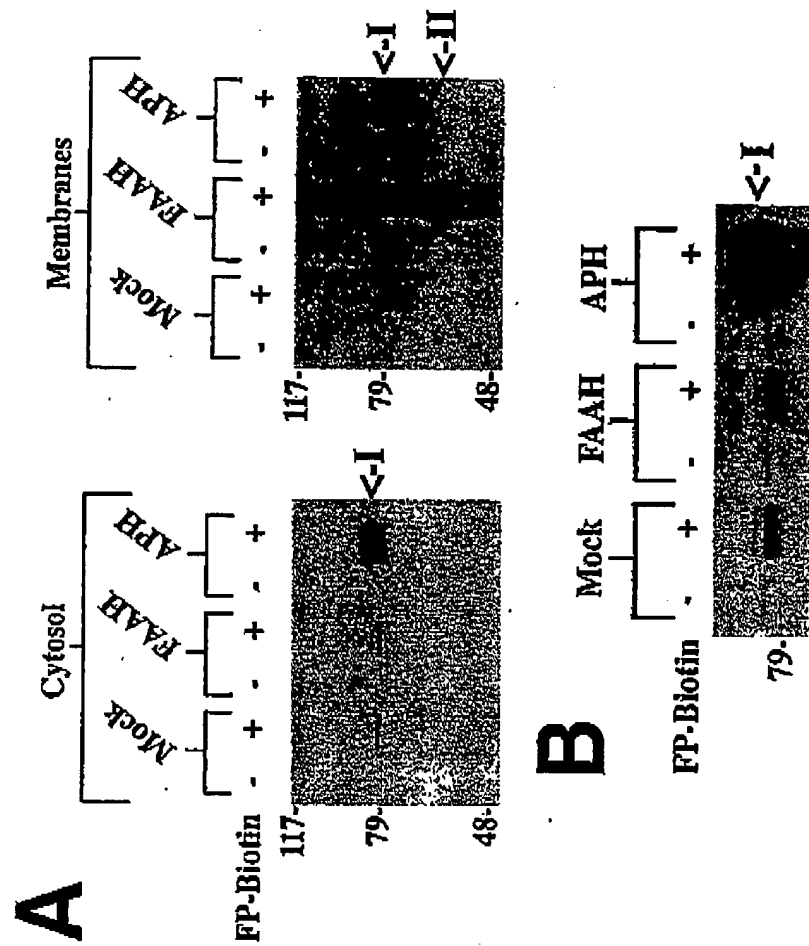 A
Cytosol
Mock FAAH APH
FP-Biotin - + - + - +
117-
79-
48-
<-I
Membranes
Mock FAAH APH
- + - + - +
117-
79-
48-
<-I
<-II
B
Mock FAAH APH
FP-Biotin - + - + - +
79-
<-I